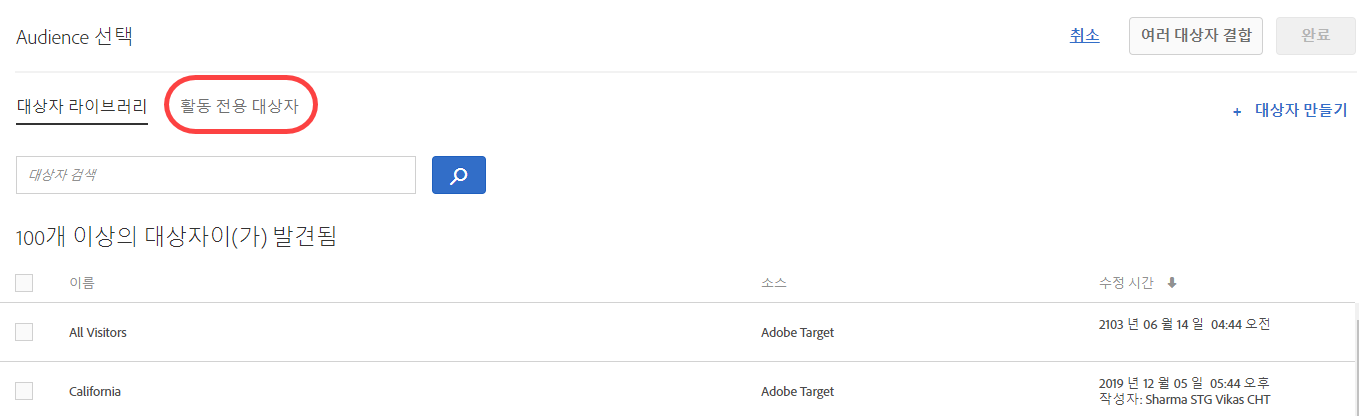 Audience 선택
취소
여러 대상자 결합
완료
대상자 라이브러리
활동 전용 대상자
+ 대상자 만들기
대상자 검색
100개 이상의 대상자이(가) 발견됨
이름
소스
수정 시간
All Visitors
Adobe Target
2103 년 06 월 14 일 04:44 오전
California
Adobe Target
2019 년 12 월 05 일 05:44 오후
작성자: Sharma STG Vikas CHT